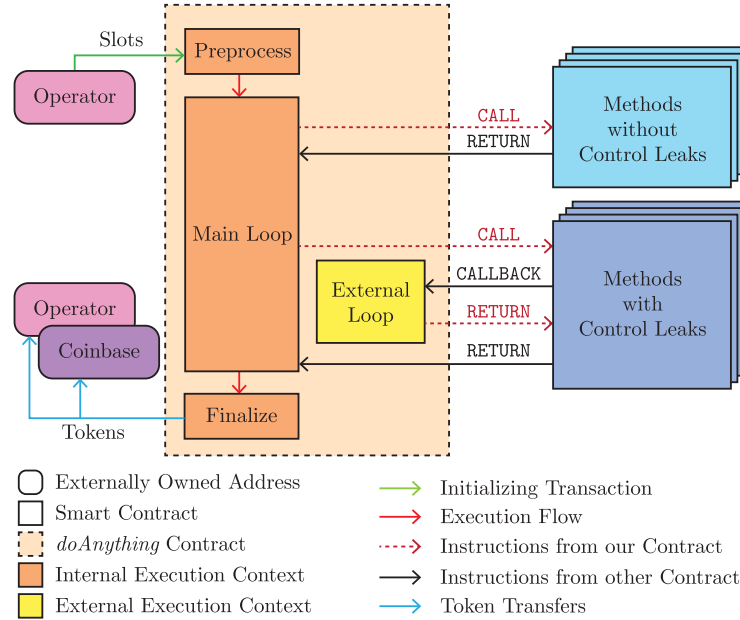 Slots
Preprocess
Operator
CALL
RETURN
Methods
without
Control Leaks
Main Loop
CALL
CALLBACK
External
Loop
RETURN
RETURN
Methods
with
Control Leaks
Operator
Coinbase
Finalize
Tokens
Externally Owned Address
Smart Contract
doAnything Contract
Internal Execution Context
External Execution Context
Initializing Transaction
Execution Flow
Instructions from our Contract
Instructions from other Contract
Token Transfers